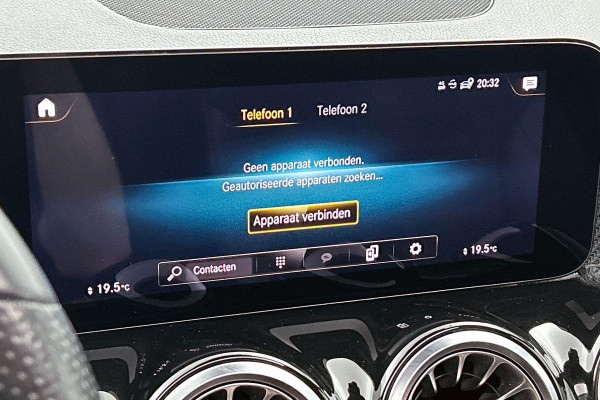 20:32
Telefoon 1 Telefoon 2
Geen apparaat verbonden.
Geautoriseerde apparaten zoeken...
Apparaat verbinden
Contacten
19.5°C
19.5°C